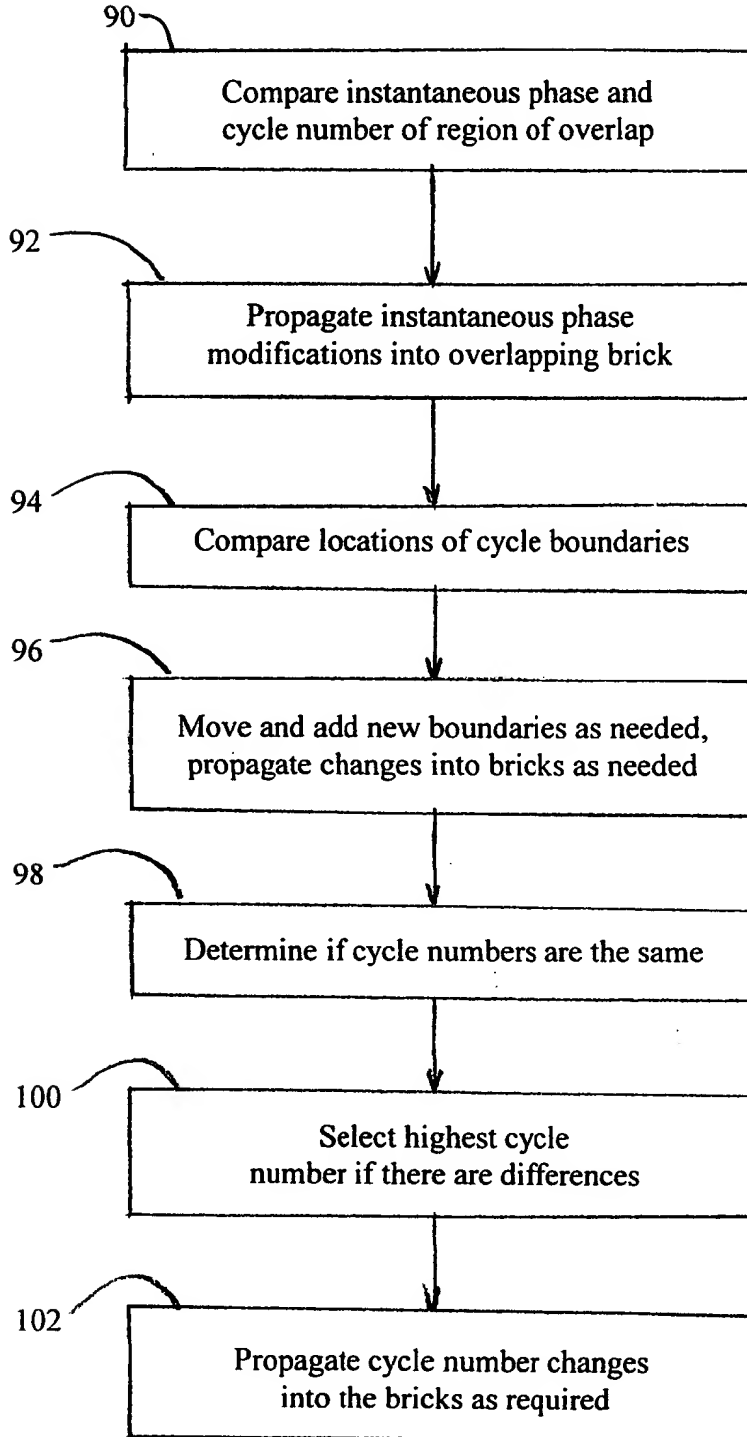 90
Compare instantaneous phase and
cycle number of region of overlap
92
Propagate instantaneous phase
modifications into overlapping brick
94
Compare locations of cycle boundaries
96
Move and add new boundaries as needed,
propagate changes into bricks as needed
98
Determine if cycle numbers are the same
100
Select highest cycle
number if there are differences
102
Propagate cycle number changes
into the bricks as required